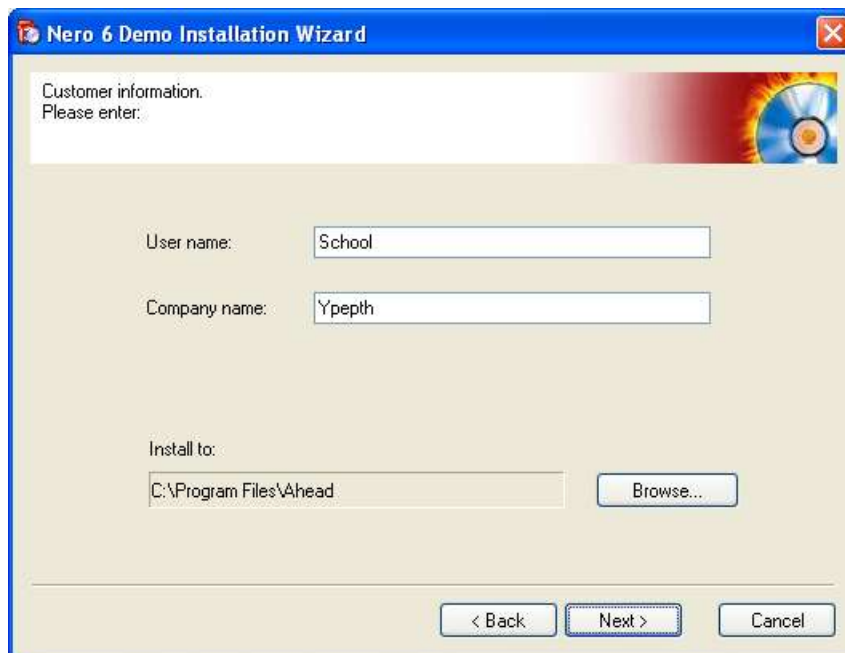 Nero 6 Demo Installation Wizard
Customer information.
Please enter:
User name: School
Company name: Ypepth
Install to:
C:\Program Files\Ahead Browse...
< Back Next > Cancel